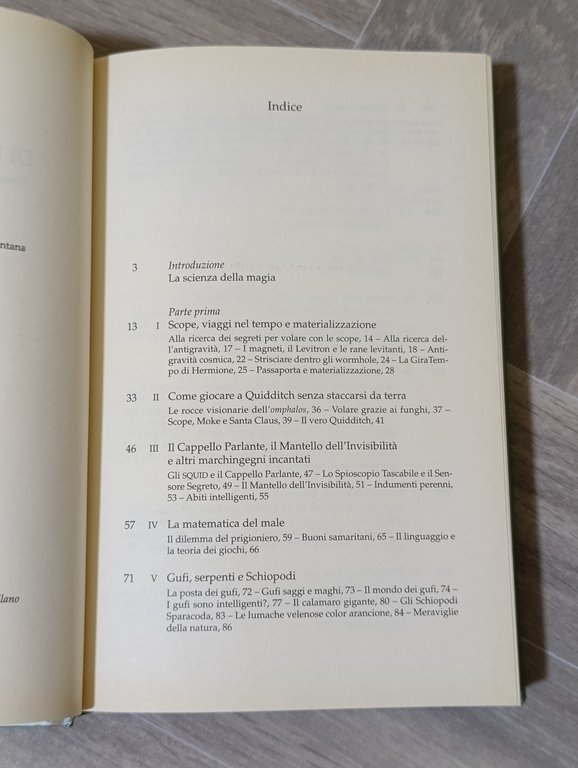 ntana
lano
Indice
3 Introduzione
La scienza della magia
Parte prima
13 I Scope, viaggi nel tempo e materializzazione
Alla ricerca dei segreti per volare con le scope, 14 – Alla ricerca del-
l'antigravità, 17 – I magneti, il Levitron e le rane levitanti, 18 – Anti-
gravità cosmica, 22 – Strisciare dentro gli wormhole, 24 – La GiraTem-
po di Hermione, 25 – Passaporta e materializzazione, 28
33 II Come giocare a Quidditch senza staccarsi da terra
Le rocce visionarie dell'omphalos, 36 – Volare grazie ai funghi, 37 –
Scope, Moke e Santa Claus, 39 – Il vero Quidditch, 41
46 III Il Cappello Parlante, il Mantello dell'Invisibilità
e altri marchingegni incantati
Gli SQUID e il Cappello Parlante, 47 – Lo Spioscopio Tascabile e il Sen-
sore Segreto, 49 – Il Mantello dell'Invisibilità, 51 – Indumenti perenni,
53 – Abiti intelligenti, 55
57 IV La matematica del male
Il dilemma del prigioniero, 59 – Buoni samaritani, 65 – Il linguaggio e
la teoria dei giochi, 66
71 V Gufi, serpenti e Schiopodi
La posta dei gufi, 72 – Gufi saggi e maghi, 73 – Il mondo dei gufi, 74 –
I gufi sono intelligenti?, 77 – Il calamaro gigante, 80 – Gli Schiopodi
Sparacoda, 83 – Le lumache velenose color arancione, 84 – Meraviglie
della natura, 86